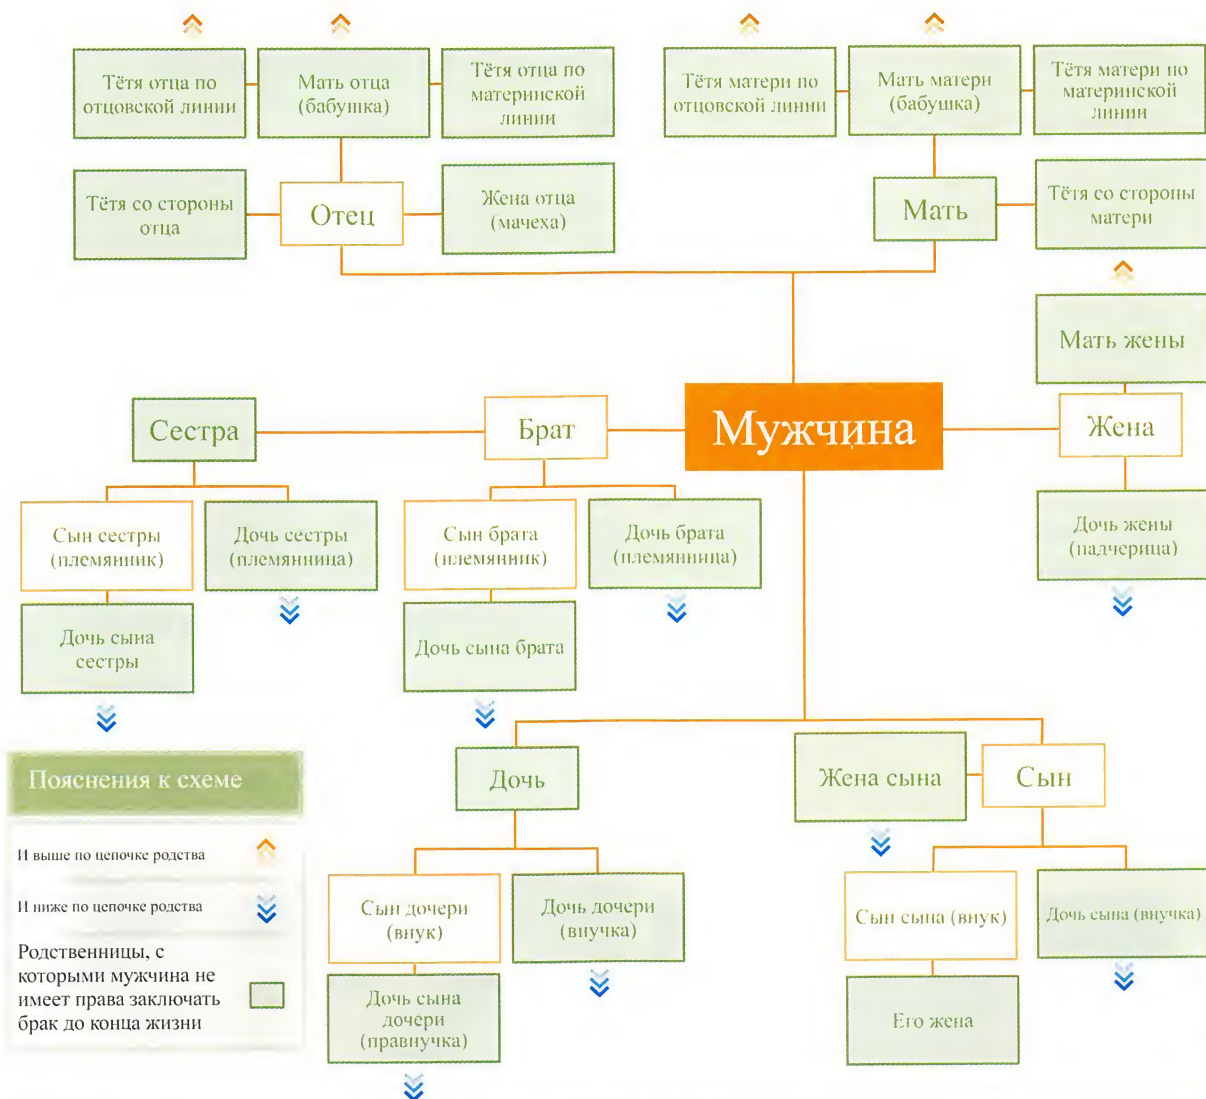 Тётя отца по
отцовской линии
Мать отца
(бабушка)
Тётя отца по
материнской
линии
Тётя матери по
отцовской линии
Мать матери
(бабушка)
Тётя матери по
материнской
линии
Тётя со стороны
отца
Отец
Жена отца
(мачеха)
Мать
Тётя со стороны
матери
Мать жены
Сестра
Брат
Мужчина
Жена
Сын сестры
(племянник)
Дочь сестры
(племянница)
Сын брата
(племянник)
Дочь брата
(племянница)
Дочь жены
(падчерица)
Дочь сына
сестры
Дочь сына брата
Дочь
Жена сына
Сын
Сын дочери
(внук)
Дочь дочери
(внучка)
Сын сына (внук)
Дочь сына (внучка)
Дочь сына
дочери
(правнучка)
Его жена
Пояснения к схеме
И выше по цепочке родства
И ниже по цепочке родства
Родственницы, с
которыми мужчина не
имеет права заключать
брак до конца жизни